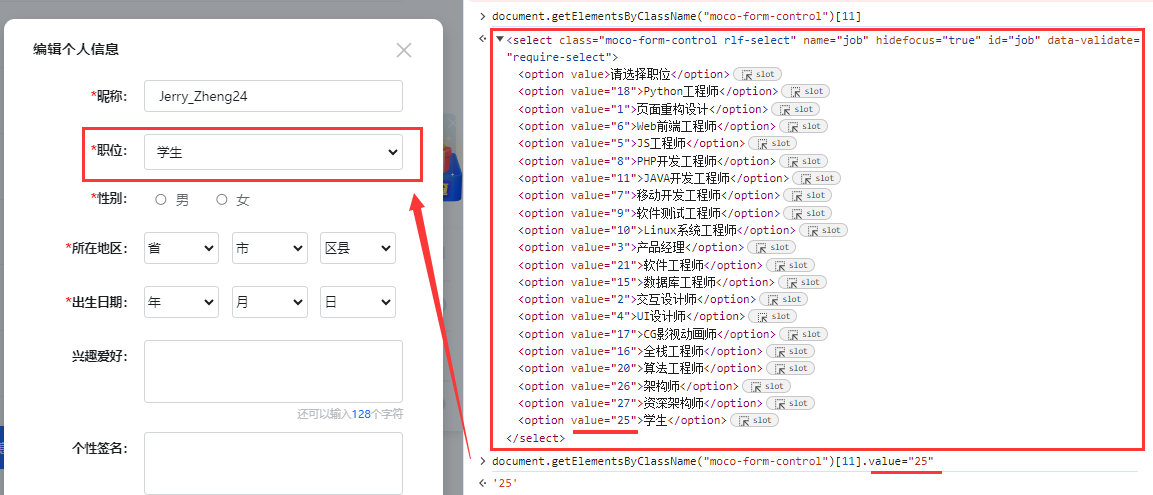 编辑个人信息
*昵称:
Jerry_Zheng24
*职位:
学生
*性别:
男
女
*所在地区:
省
市
区县
*出生日期:
年
月
日
兴趣爱好:
还可以输入128个字符
个性签名:
document.getElementsByClassName("moco-form-control")[11]
<select class="moco-form-control rlf-select" name="job" hidefocus="true" id="job" data-validate=
"require-select">
<option value>请选择职位</option> slot
<option value="18">Python工程师</option> slot
<option value="1">页面重构设计</option> slot
<option value="6">Web前端工程师</option> slot
<option value="5">JS工程师</option> slot
<option value="8">PHP开发工程师</option> slot
<option value="11">JAVA开发工程师</option> slot
<option value="7">移动开发工程师</option> slot
<option value="9">软件测试工程师</option> slot
<option value="10">Linux系统工程师</option> slot
<option value="3">产品经理</option> slot
<option value="21">软件工程师</option> slot
<option value="15">数据库工程师</option> slot
<option value="2">交互设计师</option> slot
<option value="4">UI设计师</option> slot
<option value="17">CG影视动画师</option> slot
<option value="16">全栈工程师</option> slot
<option value="20">算法工程师</option> slot
<option value="26">架构师</option> slot
<option value="27">资深架构师</option> slot
<option value="25">学生</option> slot
</select>
document.getElementsByClassName("moco-form-control")[11].value="25"
'25'